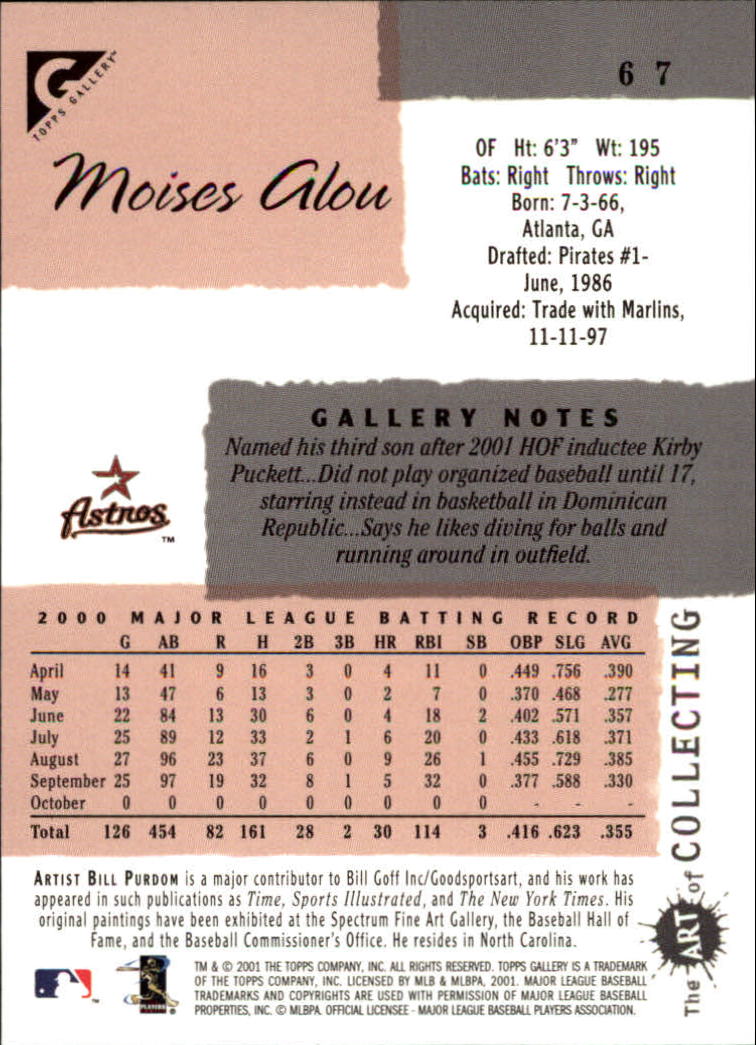 6 7
G
TOPPS GALLERY™
Moises Alou
OF Ht: 6'3" Wt: 195
Bats: Right Throws: Right
Born: 7-3-66,
Atlanta, GA
Drafted: Pirates #1-
June, 1986
Acquired: Trade with Marlins,
11-11-97
GALLERY NOTES
Named his third son after 2001 HOF inductee Kirby
Puckett...Did not play organized baseball until 17,
starring instead in basketball in Dominican
Republic...Says he likes diving for balls and
running around in outfield.
Astros™
2000 MAJOR LEAGUE BATTING RECORD
G AB R H 2B 3B HR RBI SB OBP SLG AVG
April 14 41 9 16 3 0 4 11 0 .449 .756 .390
May 13 47 6 13 3 0 2 7 0 .370 .468 .277
June 22 84 13 30 6 0 4 18 2 .402 .571 .357
July 25 89 12 33 2 1 6 20 0 .433 .618 .371
August 27 96 23 37 6 0 9 26 1 .455 .729 .385
September 25 97 19 32 8 1 5 32 0 .377 .588 .330
October 0 0 0 0 0 0 0 0 0 - - -
Total 126 454 82 161 28 2 30 114 3 .416 .623 .355
The ART of COLLECTING
ARTIST BILL PURDOM is a major contributor to Bill Goff Inc/Goodsportsart, and his work has
appeared in such publications as Time, Sports Illustrated, and The New York Times. His
original paintings have been exhibited at the Spectrum Fine Art Gallery, the Baseball Hall of
Fame, and the Baseball Commissioner's Office. He resides in North Carolina.
TM & © 2001 THE TOPPS COMPANY, INC. ALL RIGHTS RESERVED. TOPPS GALLERY IS A TRADEMARK
OF THE TOPPS COMPANY, INC. LICENSED BY MLB & MLBPA, 2001. MAJOR LEAGUE BASEBALL
TRADEMARKS AND COPYRIGHTS ARE USED WITH PERMISSION OF MAJOR LEAGUE BASEBALL
PROPERTIES, INC. © MLBPA. OFFICIAL LICENSEE - MAJOR LEAGUE BASEBALL PLAYERS ASSOCIATION.